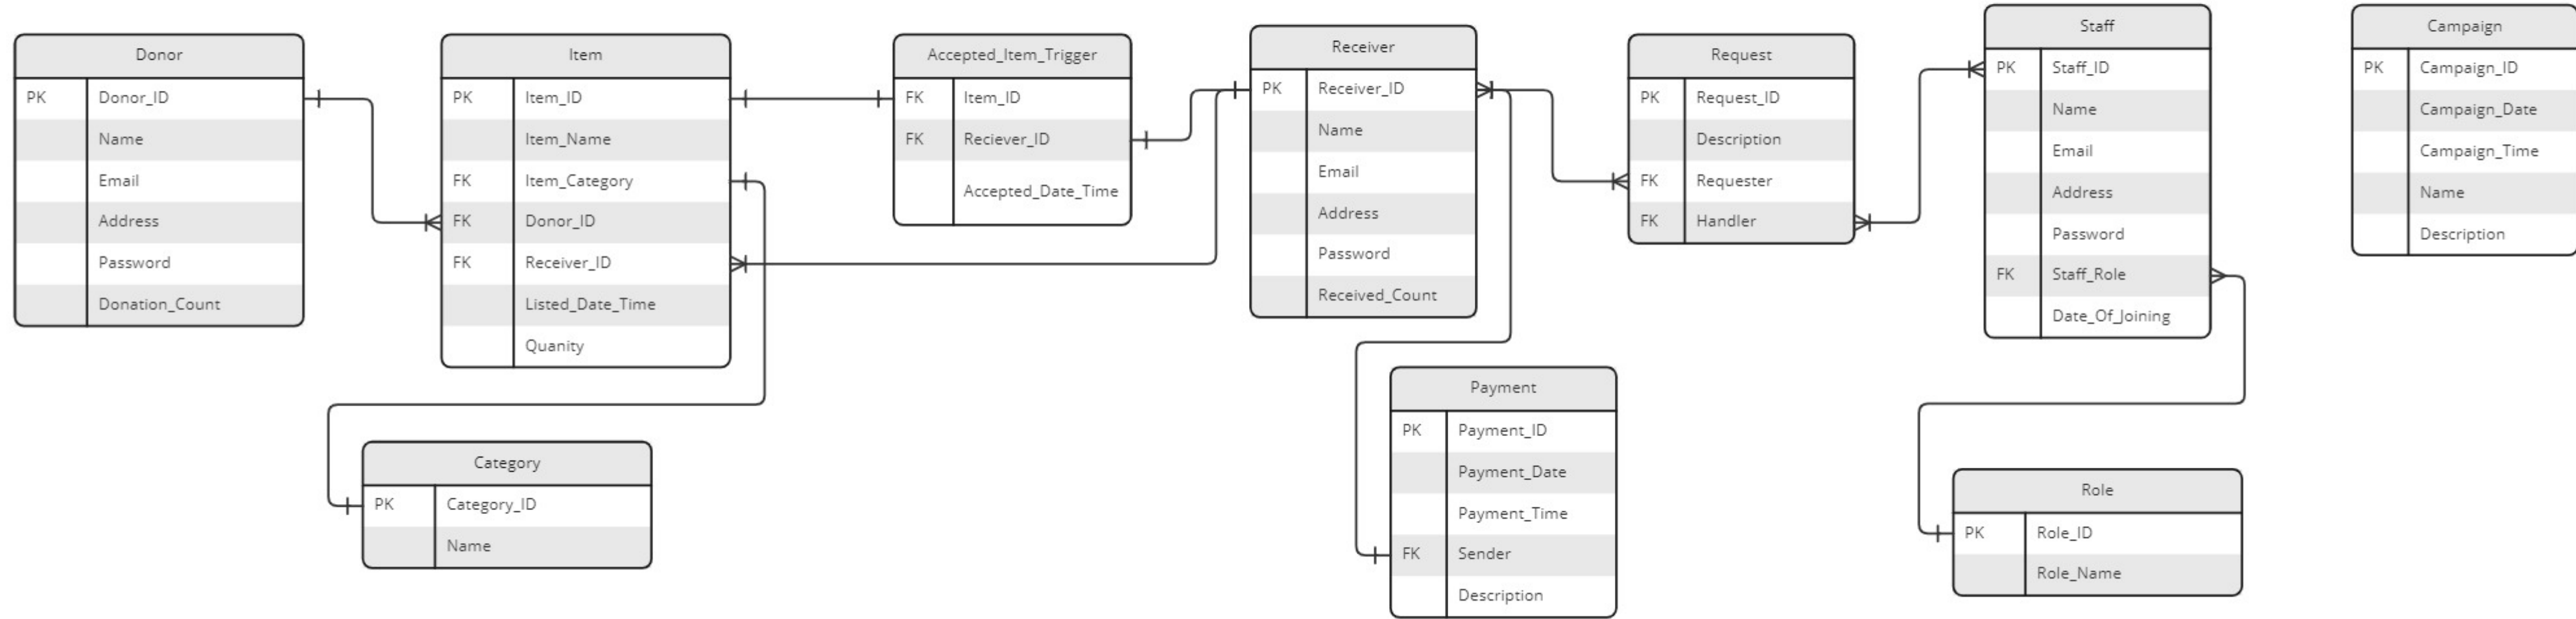 Donor
PK Donor_ID
Name
Email
Address
Password
Donation_Count
Item
PK Item_ID
Item_Name
FK Item_Category
FK Donor_ID
FK Receiver_ID
Listed_Date_Time
Quanity
Accepted_Item_Trigger
FK Item_ID
FK Reciever_ID
Accepted_Date_Time
Receiver
PK Receiver_ID
Name
Email
Address
Password
Received_Count
Request
PK Request_ID
Description
FK Requester
FK Handler
Staff
PK Staff_ID
Name
Email
Address
Password
FK Staff_Role
Date_Of_Joining
Campaign
PK Campaign_ID
Campaign_Date
Campaign_Time
Name
Description
Category
PK Category_ID
Name
Payment
PK Payment_ID
Payment_Date
Payment_Time
FK Sender
Description
Role
PK Role_ID
Role_Name